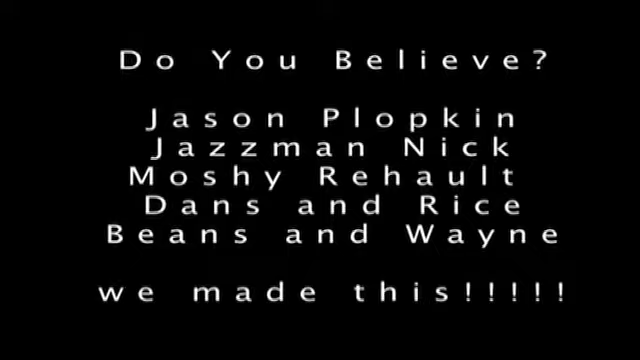 Do You Believe?
Jason Plopkin
Jazzman Nick
Moshy Rehault
Dans and Rice
Beans and Wayne
we made this!!!!!